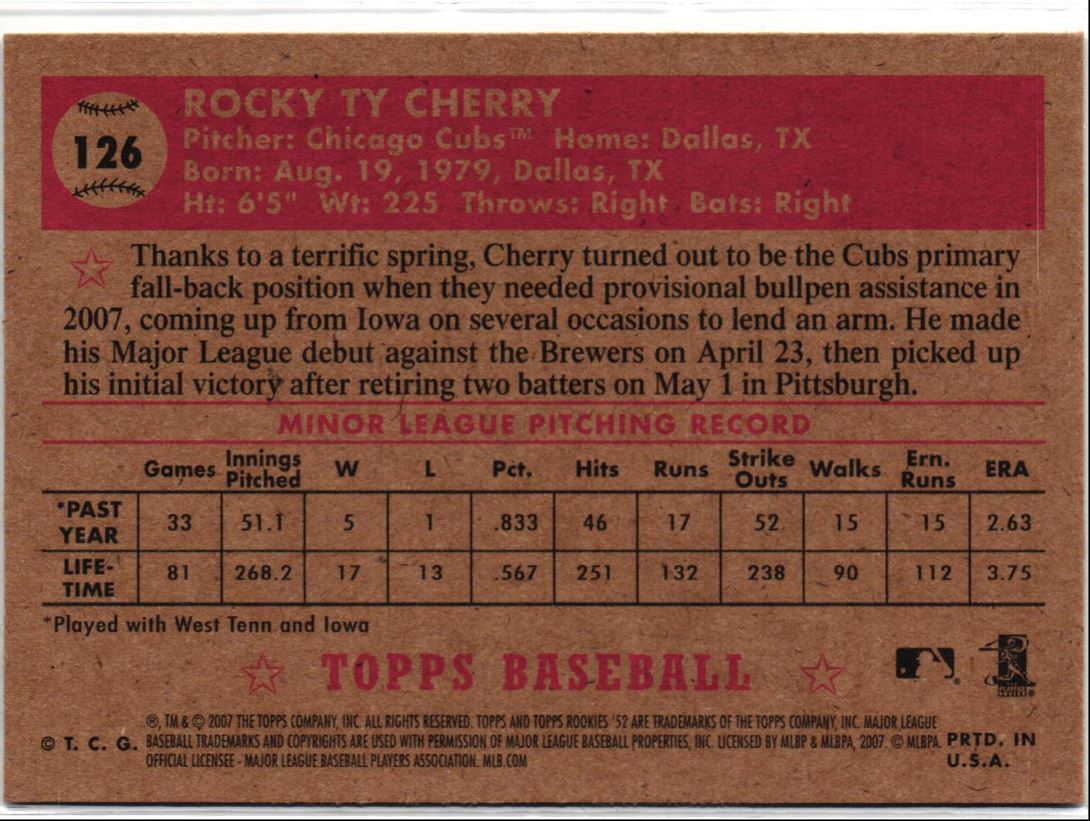 126
ROCKY TY CHERRY
Pitcher: Chicago Cubs™ Home: Dallas, TX
Born: Aug. 19, 1979, Dallas, TX
Ht: 6'5" Wt: 225 Throws: Right Bats: Right
Thanks to a terrific spring, Cherry turned out to be the Cubs primary
fall-back position when they needed provisional bullpen assistance in
2007, coming up from Iowa on several occasions to lend an arm. He made
his Major League debut against the Brewers on April 23, then picked up
his initial victory after retiring two batters on May 1 in Pittsburgh.
MINOR LEAGUE PITCHING RECORD
Games Innings Pitched W L Pct. Hits Runs Strike Outs Walks Ern. Runs ERA
*PAST YEAR 33 51.1 5 1 .833 46 17 52 15 15 2.63
LIFE-TIME 81 268.2 17 13 .567 251 132 238 90 112 3.75
*Played with West Tenn and Iowa
TOPPS BASEBALL
®, TM & © 2007 THE TOPPS COMPANY, INC. ALL RIGHTS RESERVED. TOPPS AND TOPPS ROOKIES '52 ARE TRADEMARKS OF THE TOPPS COMPANY, INC. MAJOR LEAGUE
© T. C. G. BASEBALL TRADEMARKS AND COPYRIGHTS ARE USED WITH PERMISSION OF MAJOR LEAGUE BASEBALL PROPERTIES, INC. LICENSED BY MLBP & MLBPA, 2007. © MLBPA PRTD. IN
OFFICIAL LICENSEE - MAJOR LEAGUE BASEBALL PLAYERS ASSOCIATION. MLB.COM U.S.A.